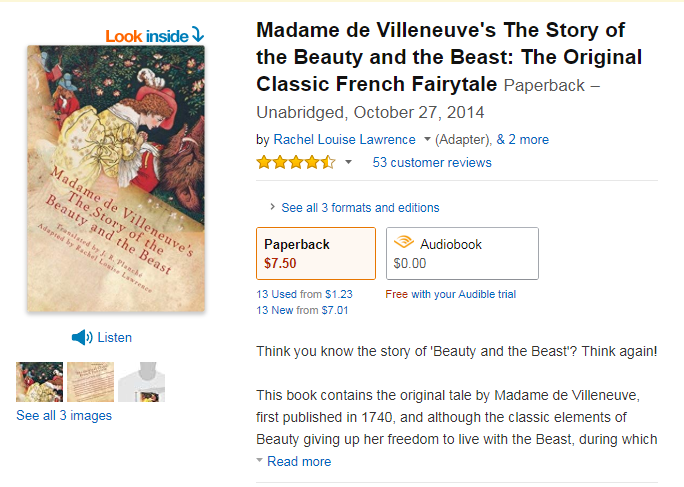 Look inside
Madame de Villeneuve's
The Story of the
Beauty and the Beast
Translated by J. R. Planché
Adapted by Rachel Louise Lawrence
Listen
See all 3 images
Madame de Villeneuve's The Story of
the Beauty and the Beast: The Original
Classic French Fairytale Paperback –
Unabridged, October 27, 2014
by Rachel Louise Lawrence (Adapter), & 2 more
53 customer reviews
See all 3 formats and editions
Paperback
$7.50
Audiobook
$0.00
13 Used from $1.23
13 New from $7.01
Free with your Audible trial
Think you know the story of 'Beauty and the Beast'? Think again!
This book contains the original tale by Madame de Villeneuve,
first published in 1740, and although the classic elements of
Beauty giving up her freedom to live with the Beast, during which
Read more